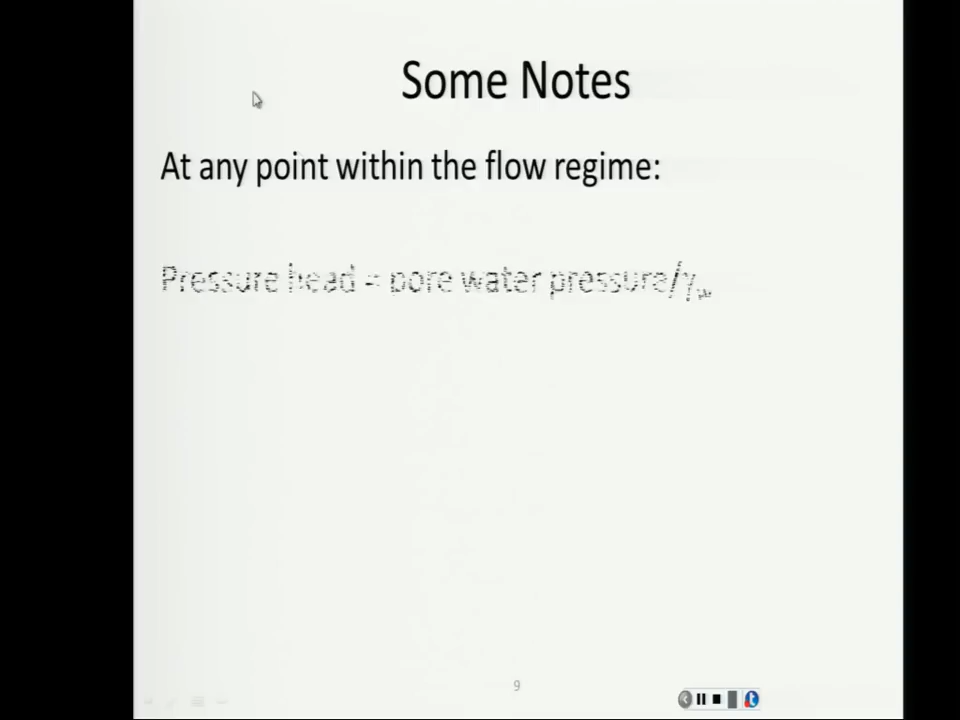 Some Notes
At any point within the flow regime:
Pressure head = pore water pressure/γw
9